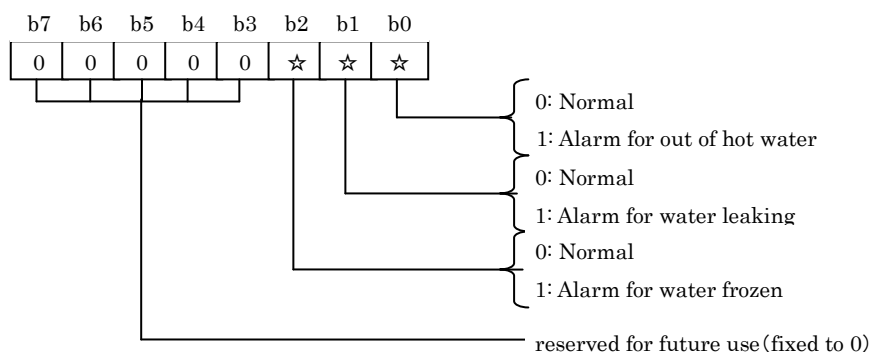 b7 b6 b5 b4 b3 b2 b1 b0
0 0 0 0 0 ☆ ☆ ☆
0: Normal
1: Alarm for out of hot water
0: Normal
1: Alarm for water leaking
0: Normal
1: Alarm for water frozen
reserved for future use(fixed to 0)